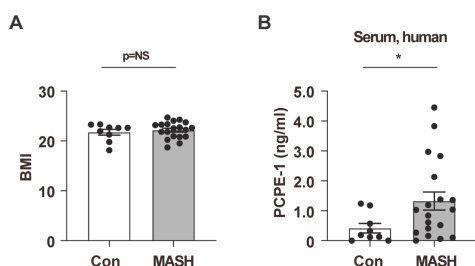 A
p=NS
30
20
10
0
BMI
Con
MASH
B
Serum, human
*
5.0
4.0
3.0
2.0
1.0
0
PCPE-1 (ng/ml)
Con
MASH